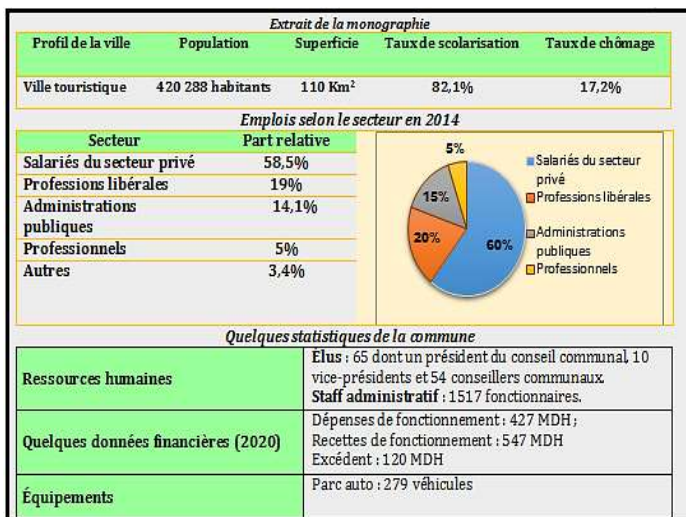 Extrait de la monographie
Profil de la ville Population Superficie Taux de scolarisation Taux de chômage
Ville touristique 420 288 habitants 110 Km² 82,1% 17,2%
Emplois selon le secteur en 2014
Secteur Part relative
Salariés du secteur privé 58,5%
Professions libérales 19%
Administrations 14,1%
publiques
Professionnels 5%
Autres 3,4%
5%
15%
20%
60%
Salariés du secteur
privé
Professions libérales
Administrations
publiques
Professionnels
Quelques statistiques de la commune
Ressources humaines
Élus : 65 dont un président du conseil communal, 10
vice-présidents et 54 conseillers communaux.
Staff administratif : 1517 fonctionnaires.
Quelques données financières (2020)
Dépenses de fonctionnement : 427 MDH ;
Recettes de fonctionnement : 547 MDH
Excédent : 120 MDH
Équipements
Parc auto : 279 véhicules